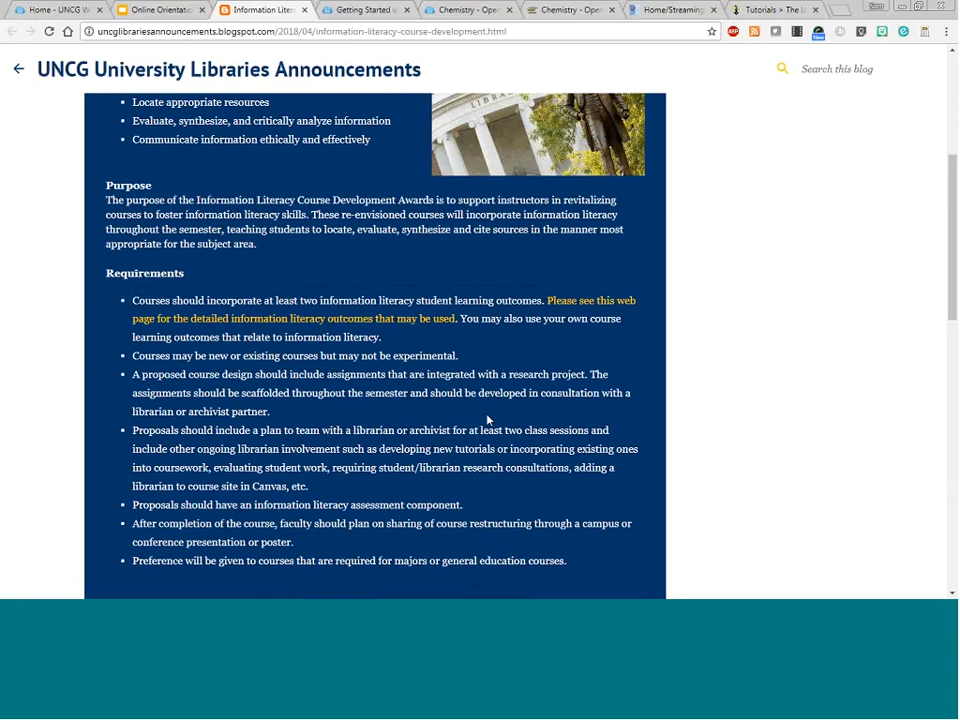 Home - UNCG W
Online Orientatio
Information Liter
Getting Started w
Chemistry - Open
Chemistry - Open
Home/Streaming
Tutorials > The Li
Sam
uncglibrariesannouncements.blogspot.com/2018/04/information-literacy-course-development.html
UNCG University Libraries Announcements
Search this blog
Locate appropriate resources
Evaluate, synthesize, and critically analyze information
Communicate information ethically and effectively
LIBRA
Purpose
The purpose of the Information Literacy Course Development Awards is to support instructors in revitalizing
courses to foster information literacy skills. These re-envisioned courses will incorporate information literacy
throughout the semester, teaching students to locate, evaluate, synthesize and cite sources in the manner most
appropriate for the subject area.
Requirements
Courses should incorporate at least two information literacy student learning outcomes. Please see this web
page for the detailed information literacy outcomes that may be used. You may also use your own course
learning outcomes that relate to information literacy.
Courses may be new or existing courses but may not be experimental.
A proposed course design should include assignments that are integrated with a research project. The
assignments should be scaffolded throughout the semester and should be developed in consultation with a
librarian or archivist partner.
Proposals should include a plan to team with a librarian or archivist for at least two class sessions and
include other ongoing librarian involvement such as developing new tutorials or incorporating existing ones
into coursework, evaluating student work, requiring student/librarian research consultations, adding a
librarian to course site in Canvas, etc.
Proposals should have an information literacy assessment component.
After completion of the course, faculty should plan on sharing of course restructuring through a campus or
conference presentation or poster.
Preference will be given to courses that are required for majors or general education courses.